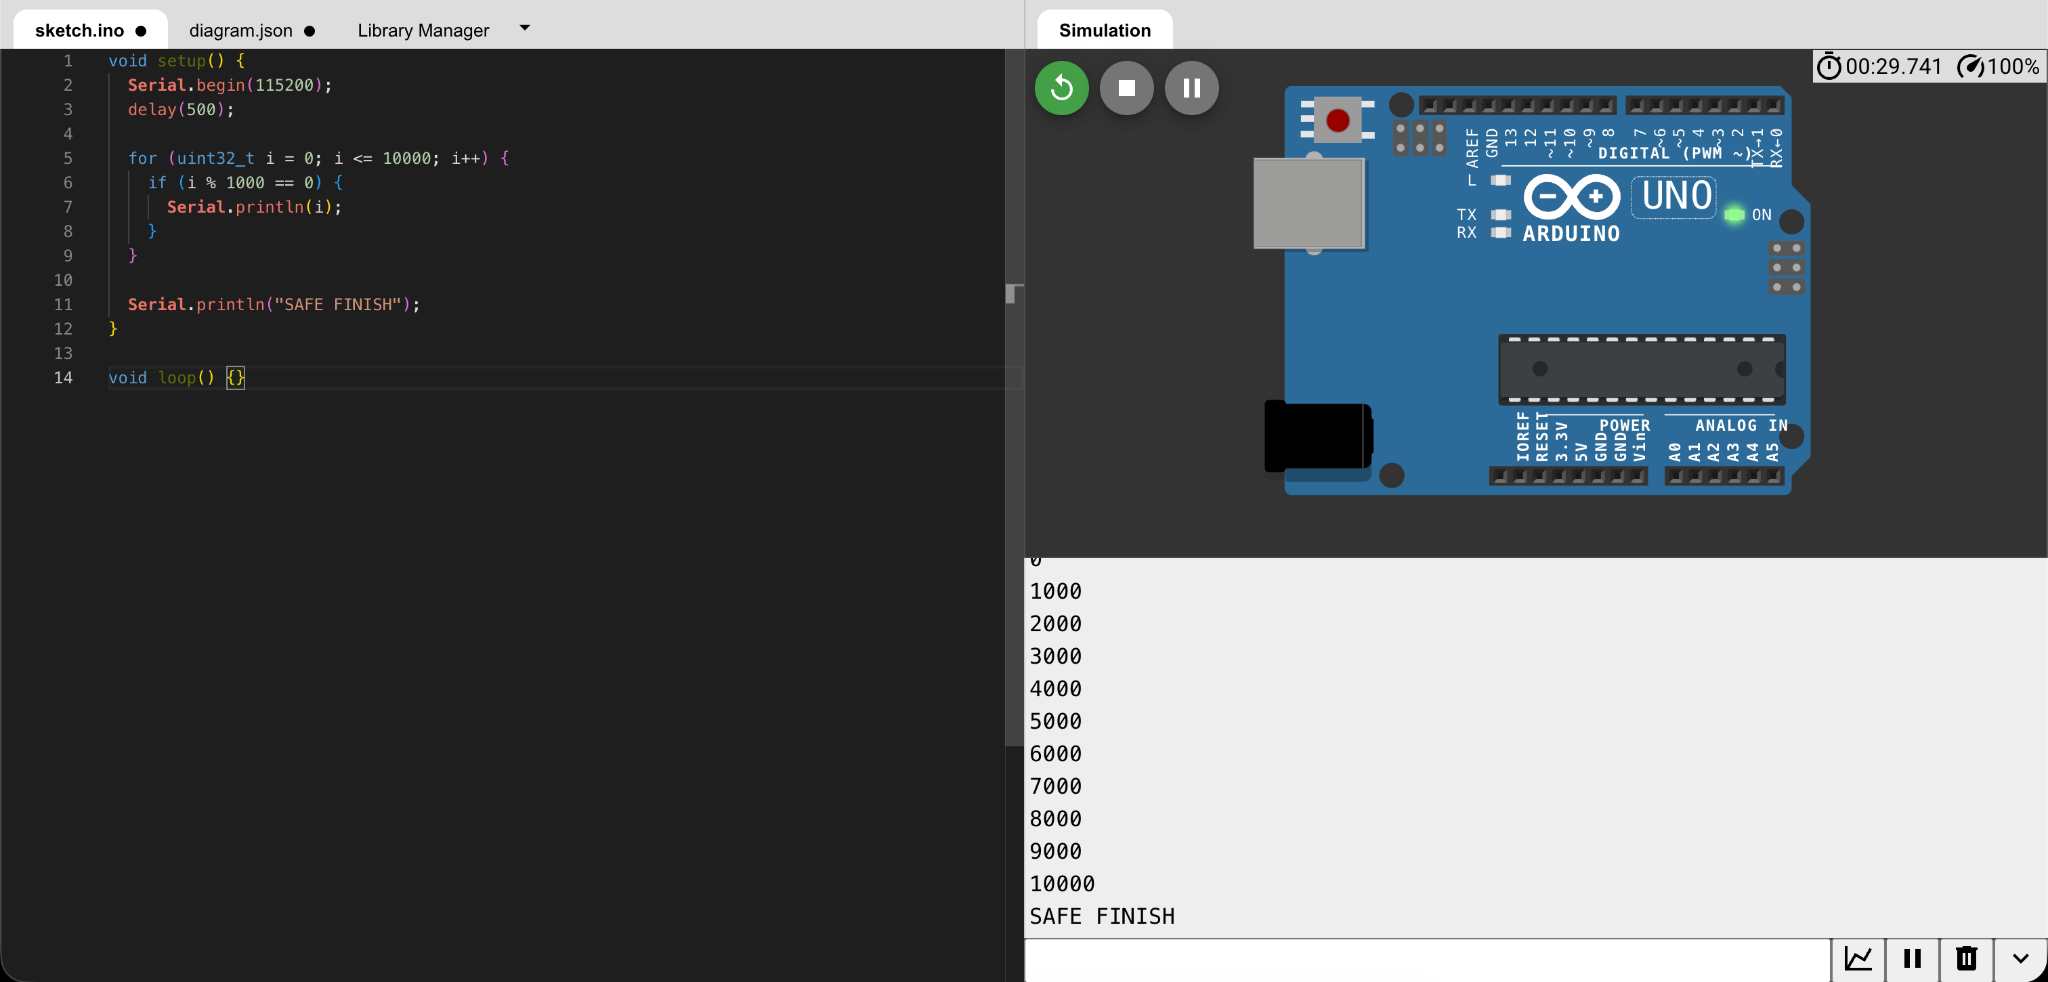 sketch.ino ● diagram.json ● Library Manager
1 void setup() {
2   Serial.begin(115200);
3   delay(500);
4
5   for (uint32_t i = 0; i <= 10000; i++) {
6     if (i % 1000 == 0) {
7       Serial.println(i);
8     }
9   }
10
11   Serial.println("SAFE FINISH");
12 }
13
14 void loop() {}
Simulation
00:29.741 100%
AREF GND 13 12 ~11 ~10 ~9 8 7 ~6 ~5 4 ~3 2 TX→1 RX←0
DIGITAL (PWM ~)
L
UNO
TX ON
RX ARDUINO
POWER ANALOG IN
IOREF RESET 3.3V 5V GND GND Vin A0 A1 A2 A3 A4 A5
0
1000
2000
3000
4000
5000
6000
7000
8000
9000
10000
SAFE FINISH